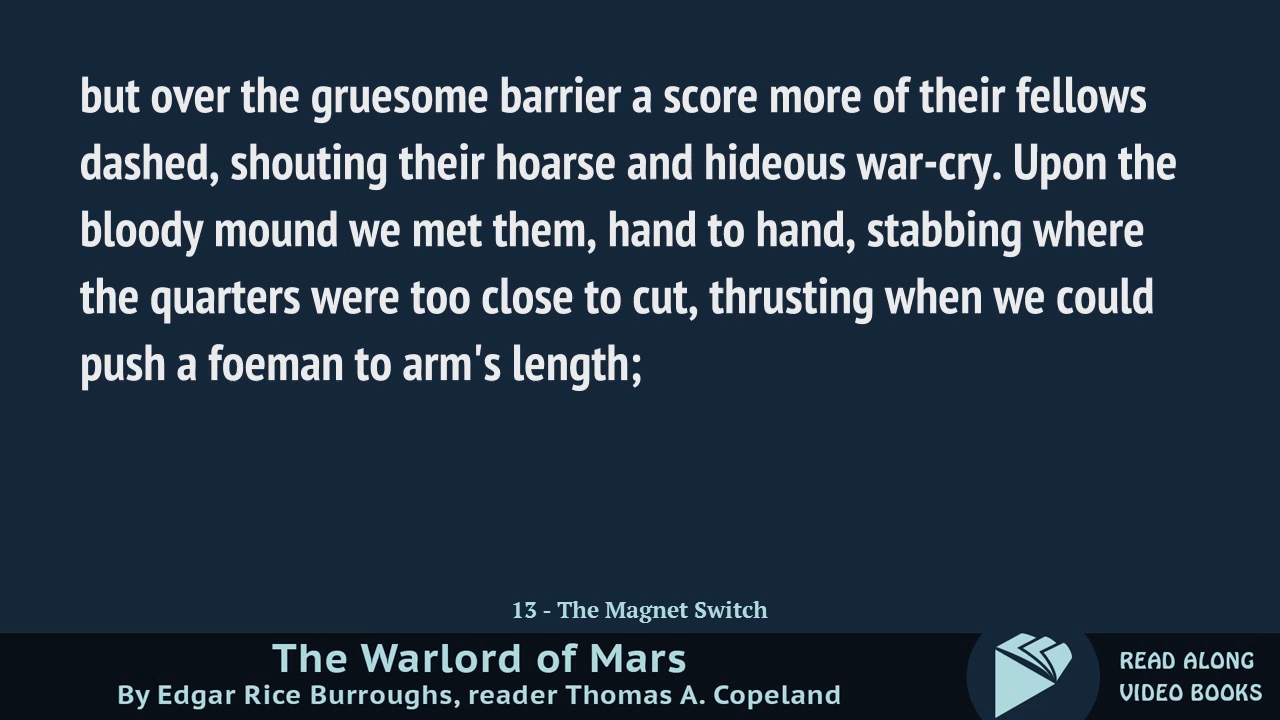 but over the gruesome barrier a score more of their fellows
dashed, shouting their hoarse and hideous war-cry. Upon the
bloody mound we met them, hand to hand, stabbing where
the quarters were too close to cut, thrusting when we could
push a foeman to arm's length;
13 - The Magnet Switch
The Warlord of Mars
By Edgar Rice Burroughs, reader Thomas A. Copeland
READ ALONG
VIDEO BOOKS